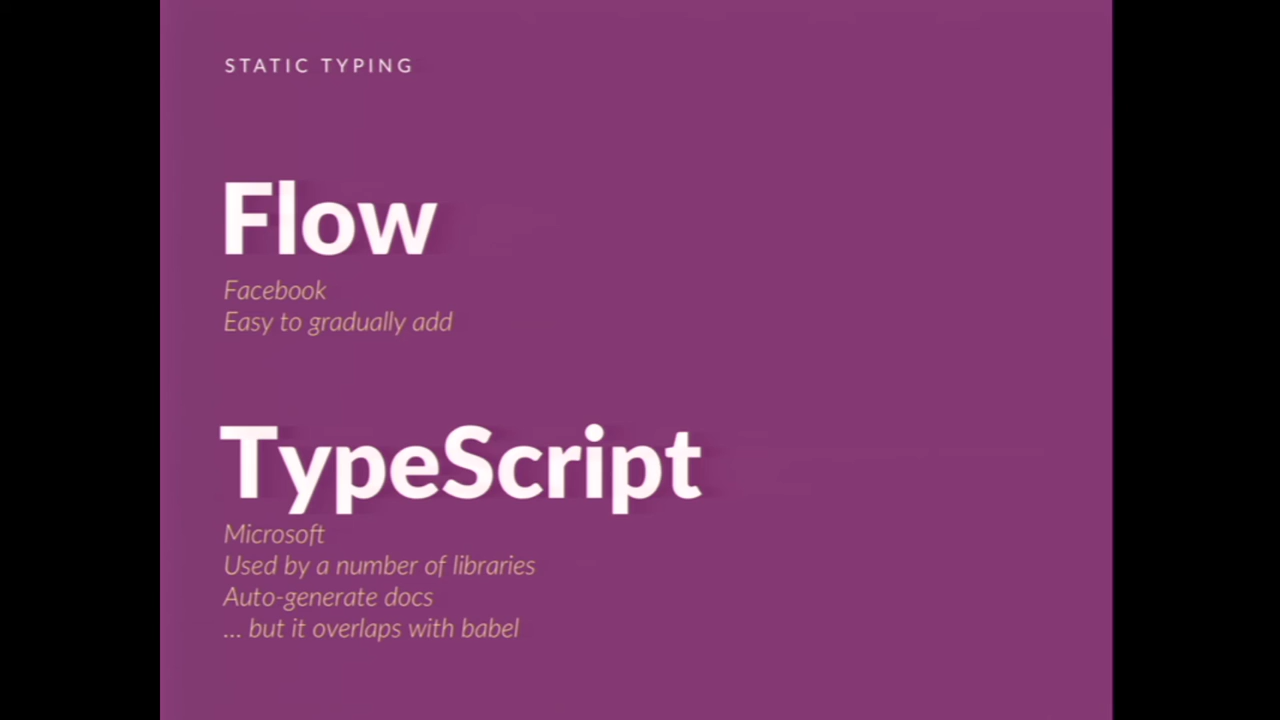 STATIC TYPING
Flow
Facebook
Easy to gradually add
TypeScript
Microsoft
Used by a number of libraries
Auto-generate docs
... but it overlaps with babel